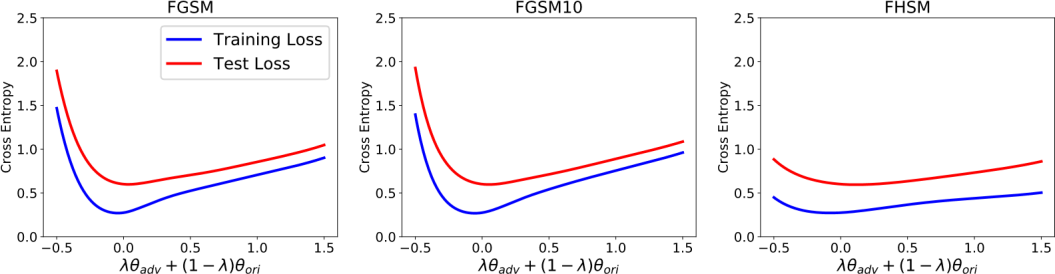 FGSM
2.5
2.0
1.5
1.0
0.5
0.0
Cross Entropy
Training Loss
Test Loss
−0.5 0.0 0.5 1.0 1.5
λθadv + (1 − λ)θori
FGSM10
2.5
2.0
1.5
1.0
0.5
0.0
Cross Entropy
−0.5 0.0 0.5 1.0 1.5
λθadv + (1 − λ)θori
FHSM
2.5
2.0
1.5
1.0
0.5
0.0
Cross Entropy
−0.5 0.0 0.5 1.0 1.5
λθadv + (1 − λ)θori